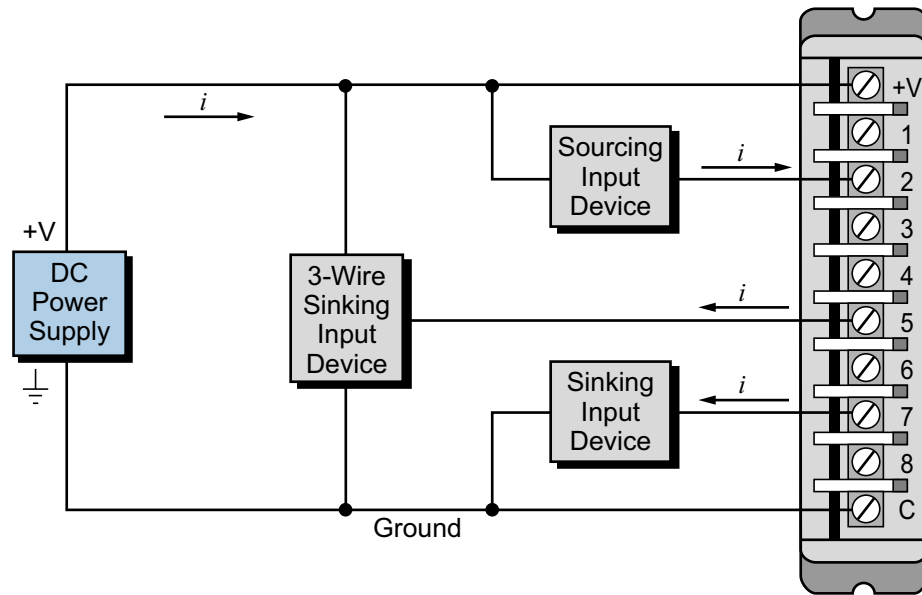 i
+V
DC
Power
Supply
3-Wire
Sinking
Input
Device
Sourcing
Input
Device
i
i
Sinking
Input
Device
i
Ground
+V
1
2
3
4
5
6
7
8
C